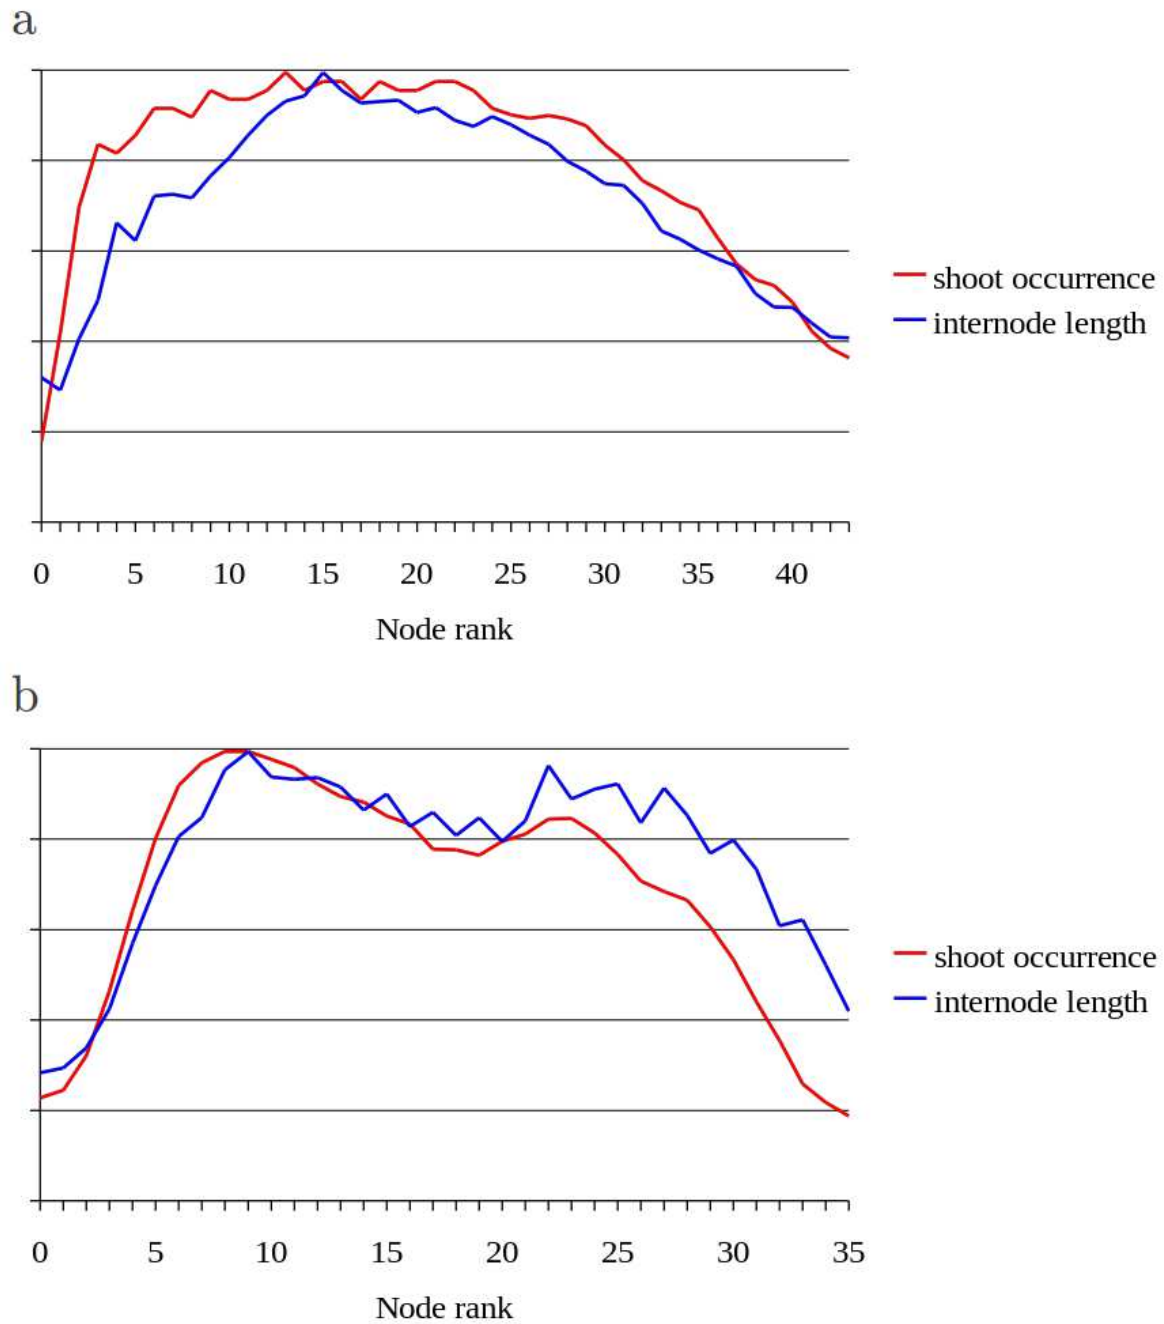 a
shoot occurrence
internode length
0 5 10 15 20 25 30 35 40
Node rank
b
shoot occurrence
internode length
0 5 10 15 20 25 30 35
Node rank